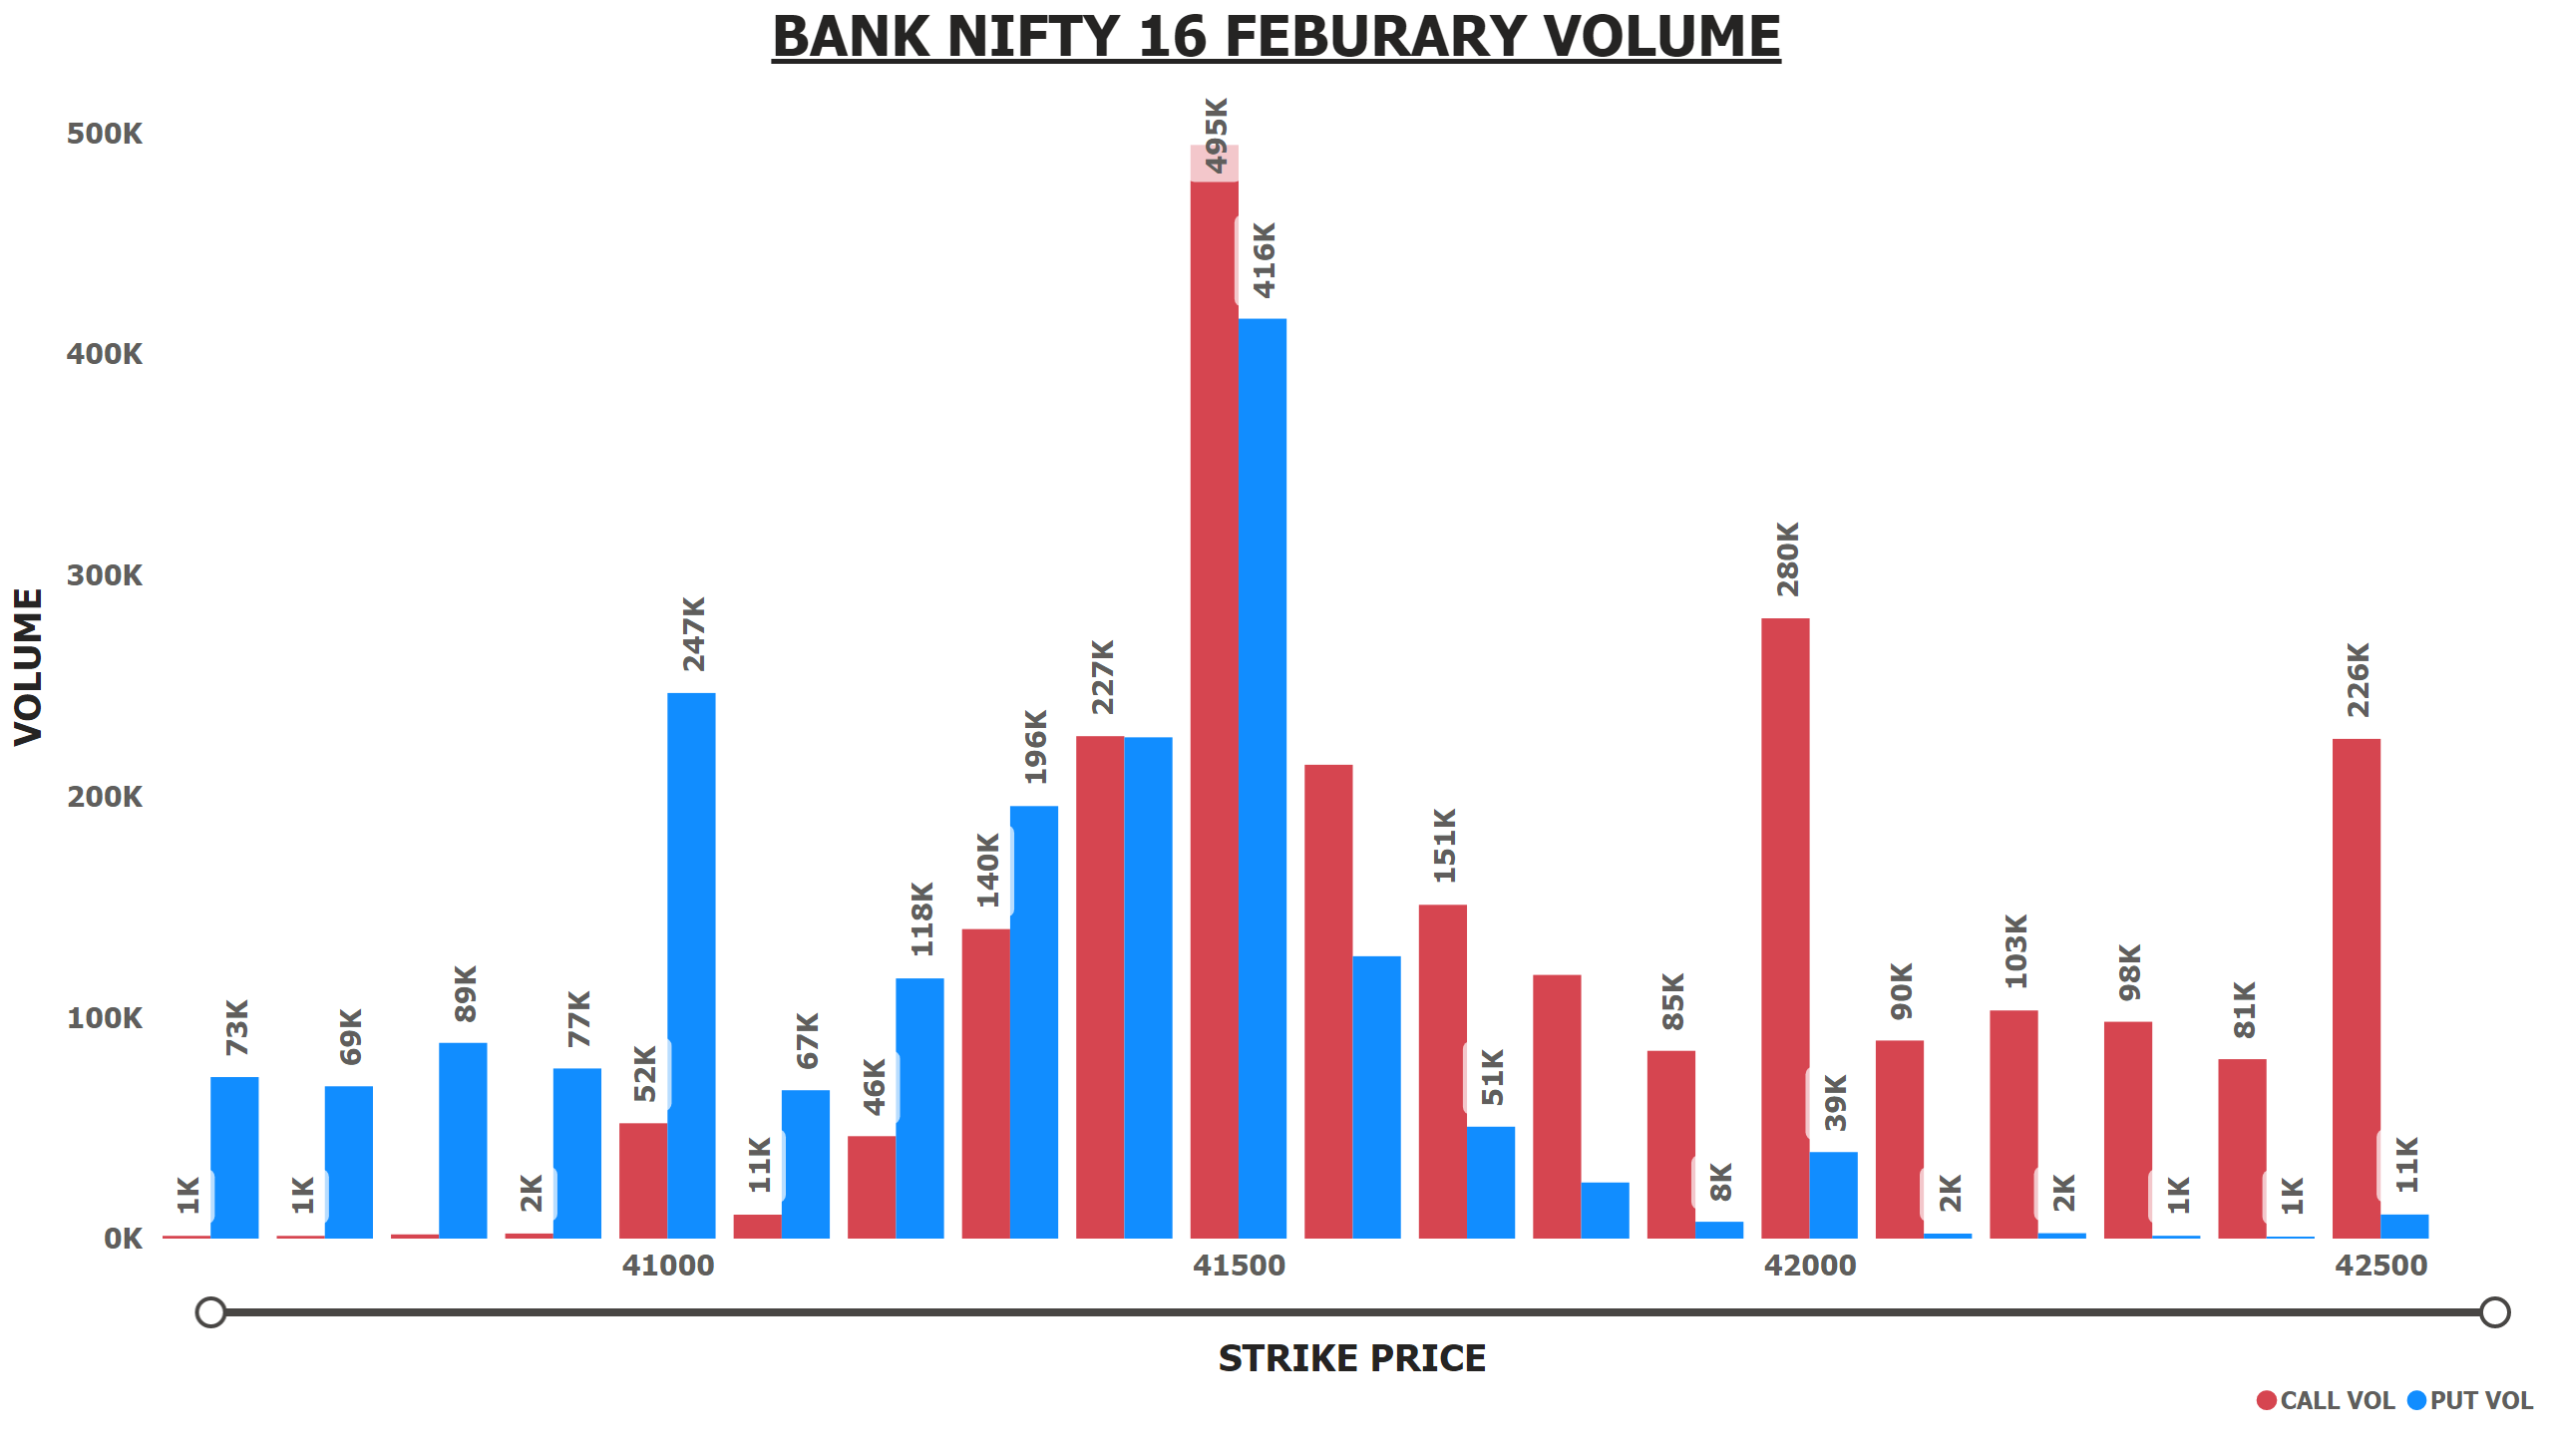 BANK NIFTY 16 FEBURARY VOLUME
500K
400K
300K
200K
100K
0K
VOLUME
1K
73K
1K
69K
89K
2K
77K
52K
247K
11K
67K
46K
118K
140K
196K
227K
495K
416K
151K
51K
85K
8K
280K
39K
90K
2K
103K
2K
98K
1K
81K
1K
226K
11K
41000
41500
42000
42500
STRIKE PRICE
CALL VOL
PUT VOL